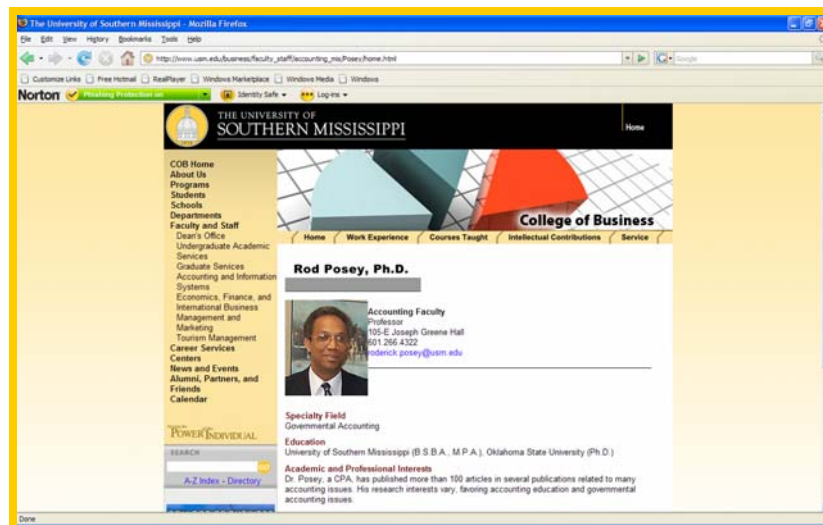 The University of Southern Mississippi - Mozilla Firefox
File Edit View History Bookmarks Tools Help
http://www.usm.edu/business/faculty_staff/accounting_mis/Posey/home.html
Google
Customize Links Free Hotmail RealPlayer Windows Marketplace Windows Media Windows
Norton Phishing Protection on Identity Safe Log-ins
THE UNIVERSITY OF
SOUTHERN MISSISSIPPI
Home
COB Home
About Us
Programs
Students
Schools
Departments
Faculty and Staff
Dean's Office
Undergraduate Academic
Services
Graduate Services
Accounting and Information
Systems
Economics, Finance, and
International Business
Management and
Marketing
Tourism Management
Career Services
Centers
News and Events
Alumni, Partners, and
Friends
Calendar
POWER INDIVIDUAL
SEARCH
A-Z Index - Directory
College of Business
Home Work Experience Courses Taught Intellectual Contributions Service
Rod Posey, Ph.D.
Accounting Faculty
Professor
105-E Joseph Greene Hall
601.266.4322
roderick.posey@usm.edu
Specialty Field
Governmental Accounting
Education
University of Southern Mississippi (B.S.B.A., M.P.A.), Oklahoma State University (Ph.D.)
Academic and Professional Interests
Dr. Posey, a CPA, has published more than 100 articles in several publications related to many
accounting issues. His research interests vary, favoring accounting education and governmental
accounting issues.
Done